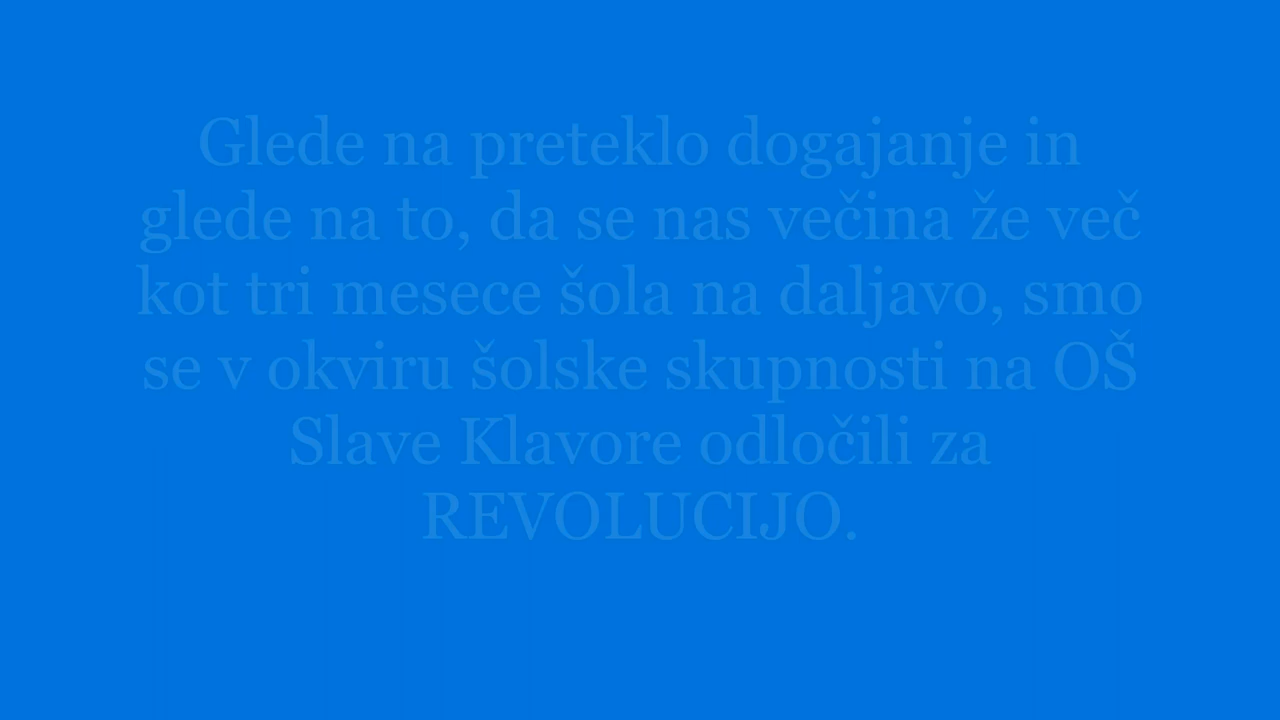 Glede na preteklo dogajanje in
glede na to, da se nas večina že več
kot tri mesece šola na daljavo, smo
se v okviru šolske skupnosti na OŠ
Slave Klavore odločili za
REVOLUCIJO.